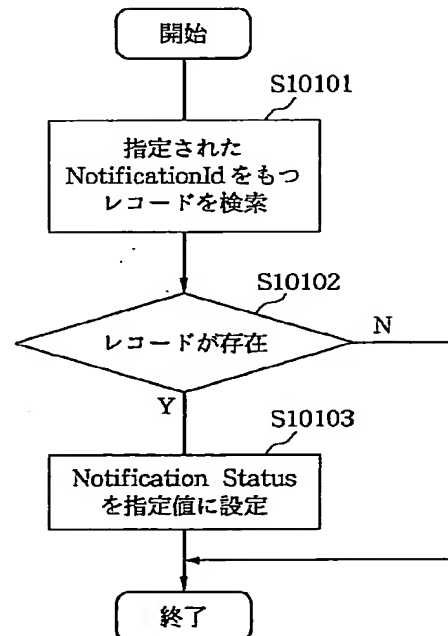 開始
S10101
指定された
NotificationIdをもつ
レコードを検索
S10102
レコードが存在
N
Y
S10103
Notification Status
を指定値に設定
終了